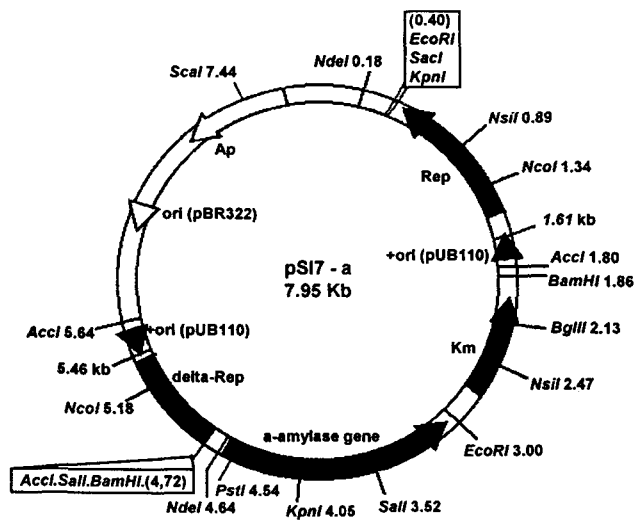 (0.40)
EcoRI
SacI
KpnI
NdeI 0.18
ScaI 7.44
NsiI 0.89
Ap
Rep
NcoI 1.34
ori (pBR322)
1.61 kb
+ori (pUB110)
AccI 1.80
pSI7 - a
7.95 Kb
BamHI 1.86
AccI 5.64
+ori (pUB110)
BglII 2.13
5.46 kb
Km
delta-Rep
NsiI 2.47
NcoI 5.18
a-amylase gene
EcoRI 3.00
AccI.SalI.BamHI.(4,72)
PstI 4.54
NdeI 4.64
KpnI 4.05
SalI 3.52